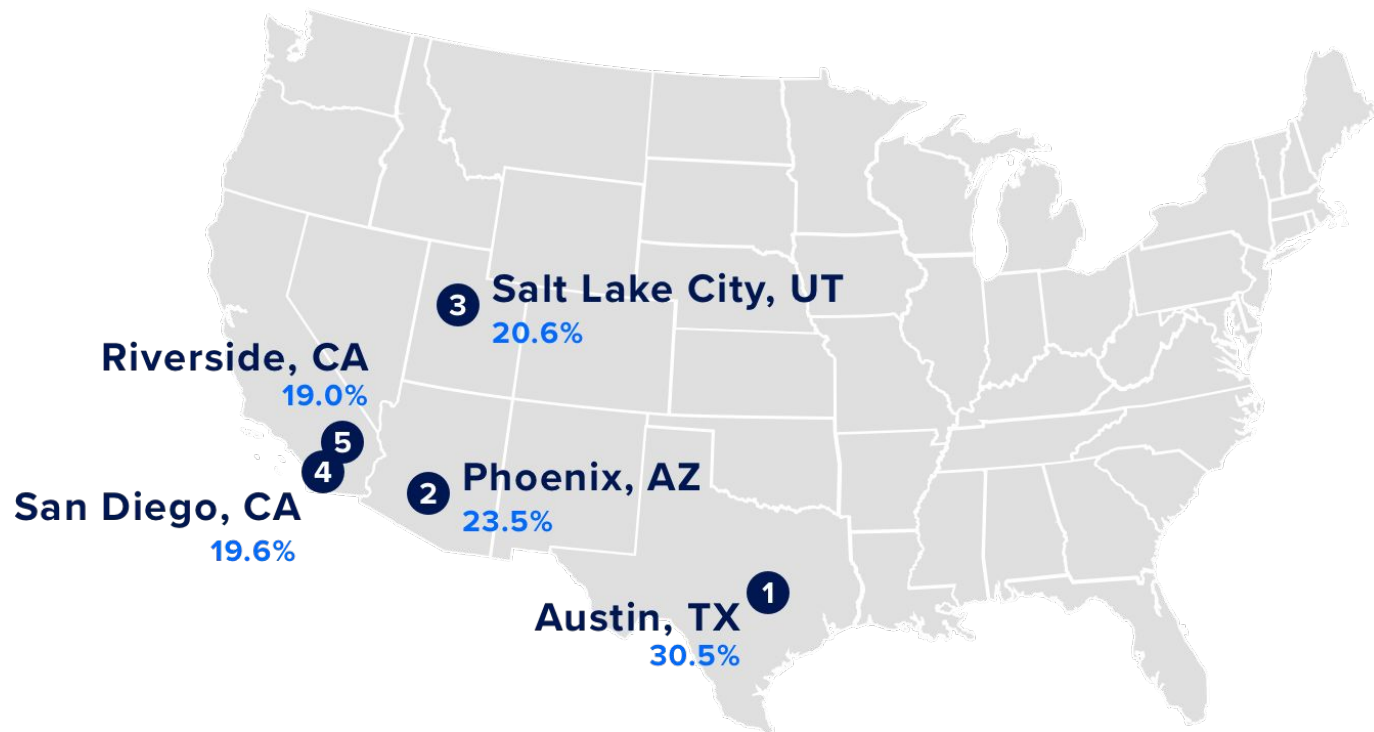 3
Salt Lake City, UT
20.6%
Riverside, CA
19.0%
5
4
San Diego, CA
19.6%
2
Phoenix, AZ
23.5%
1
Austin, TX
30.5%